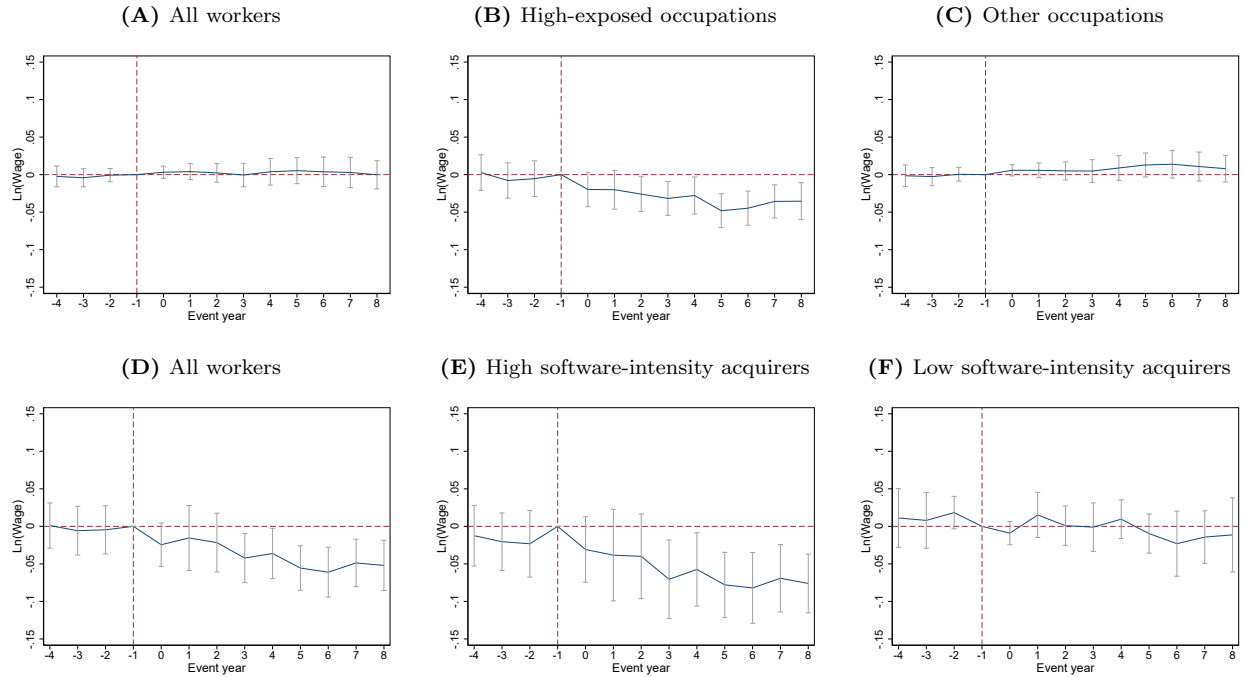 (A) All workers
(B) High-exposed occupations
(C) Other occupations
Ln(Wage)
.15
.1
.05
0
-.05
-.1
-.15
-4 -3 -2 -1 0 1 2 3 4 5 6 7 8
Event year
Ln(Wage)
.15
.1
.05
0
-.05
-.1
-.15
-4 -3 -2 -1 0 1 2 3 4 5 6 7 8
Event year
Ln(Wage)
.15
.1
.05
0
-.05
-.1
-.15
-4 -3 -2 -1 0 1 2 3 4 5 6 7 8
Event year
(D) All workers
(E) High software-intensity acquirers
(F) Low software-intensity acquirers
Ln(Wage)
.15
.1
.05
0
-.05
-.1
-.15
-4 -3 -2 -1 0 1 2 3 4 5 6 7 8
Event year
Ln(Wage)
.15
.1
.05
0
-.05
-.1
-.15
-4 -3 -2 -1 0 1 2 3 4 5 6 7 8
Event year
Ln(Wage)
.15
.1
.05
0
-.05
-.1
-.15
-4 -3 -2 -1 0 1 2 3 4 5 6 7 8
Event year